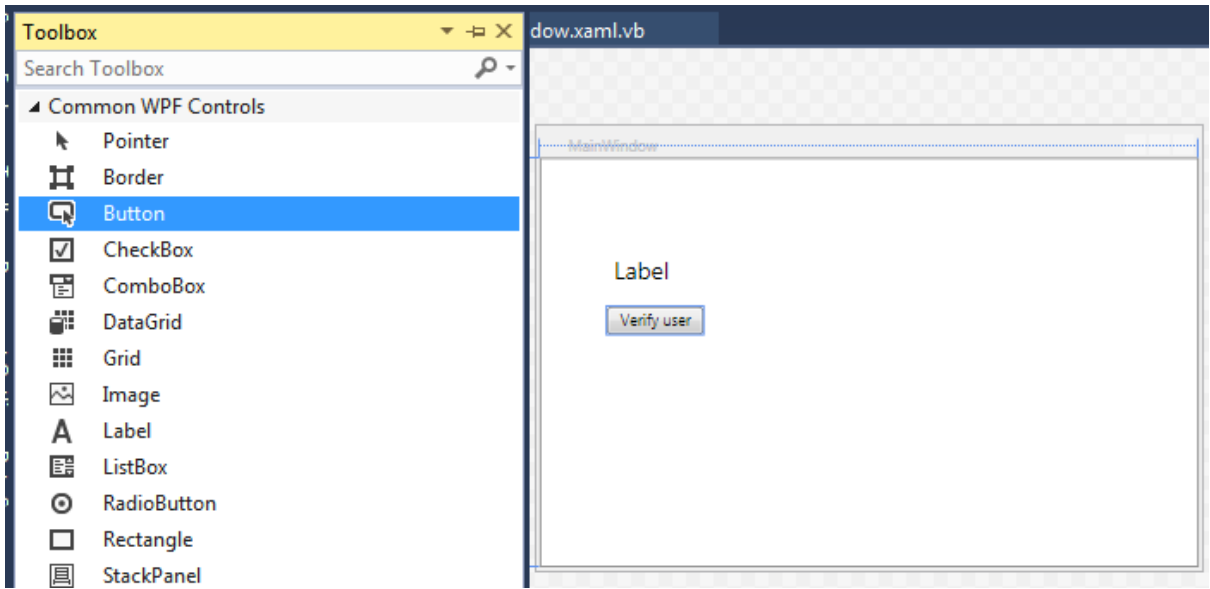 Toolbox
Search Toolbox
Common WPF Controls
Pointer
Border
Button
CheckBox
ComboBox
DataGrid
Grid
Image
Label
ListBox
RadioButton
Rectangle
StackPanel
dow.xaml.vb
MainWindow
Label
Verify user